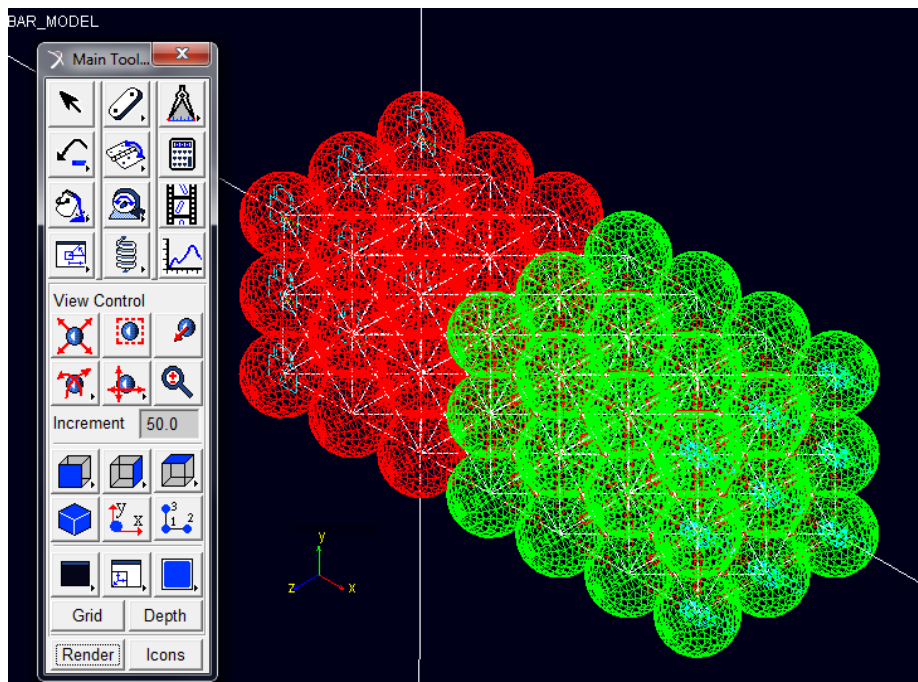 BAR_MODEL
Main Tool...
View Control
Increment 50.0
y
x
3
1 2
Grid Depth
Render Icons
y
z x